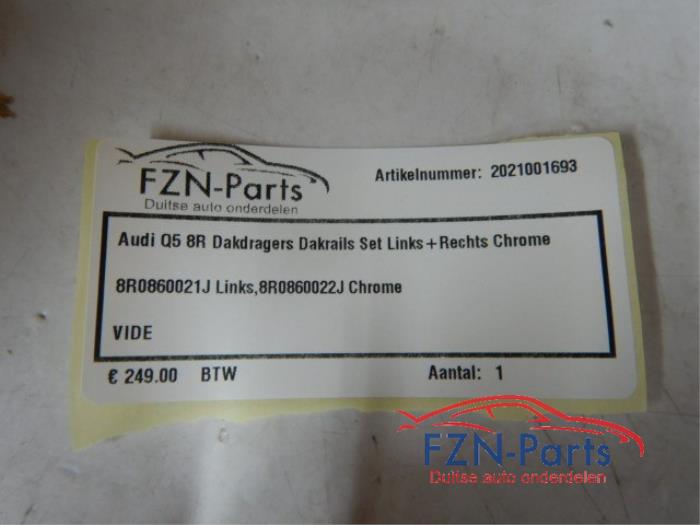 FZN-Parts
Duitse auto onderdelen
Artikelnummer: 2021001693
Audi Q5 8R Dakdragers Dakrails Set Links+Rechts Chrome
8R0860021J Links,8R0860022J Chrome
VIDE
€ 249.00 BTW Aantal: 1
FZN-Parts
Duitse auto onderdelen